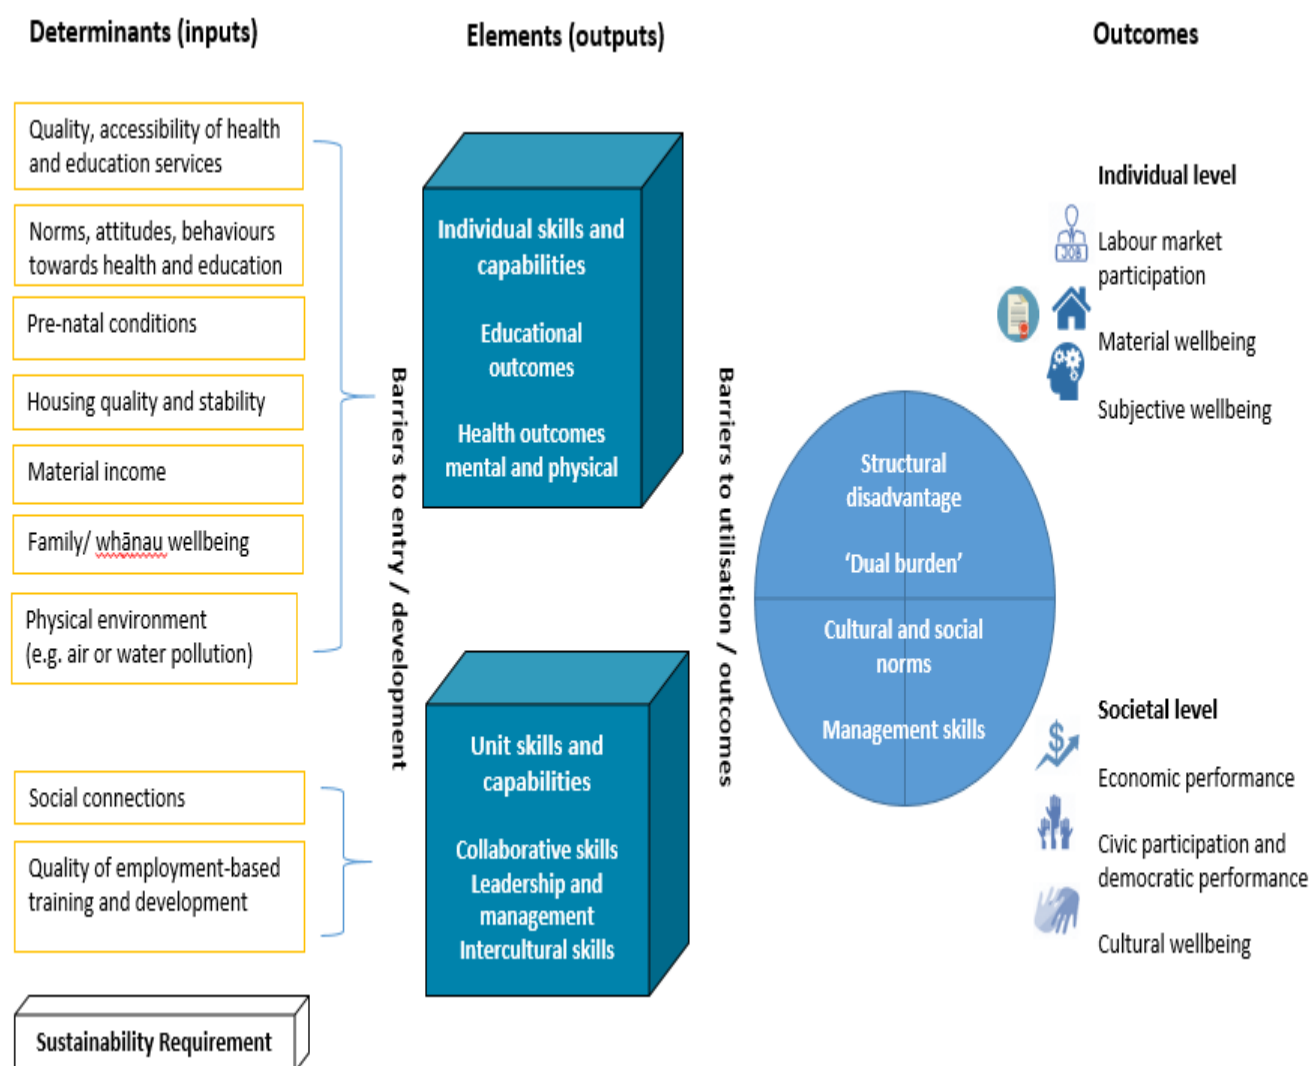 Determinants (inputs)
Elements (outputs)
Outcomes
Quality, accessibility of health
and education services
Norms, attitudes, behaviours
towards health and education
Pre-natal conditions
Housing quality and stability
Material income
Family/ whānau wellbeing
Physical environment
(e.g. air or water pollution)
Social connections
Quality of employment-based
training and development
Sustainability Requirement
Barriers to entry / development
Individual skills and
capabilities
Educational
outcomes
Health outcomes
mental and physical
Unit skills and
capabilities
Collaborative skills
Leadership and
management
Intercultural skills
Barriers to utilisation / outcomes
Structural
disadvantage
‘Dual burden’
Cultural and social
norms
Management skills
Individual level
JOB
Labour market
participation
Material wellbeing
Subjective wellbeing
Societal level
$
Economic performance
Civic participation and
democratic performance
Cultural wellbeing